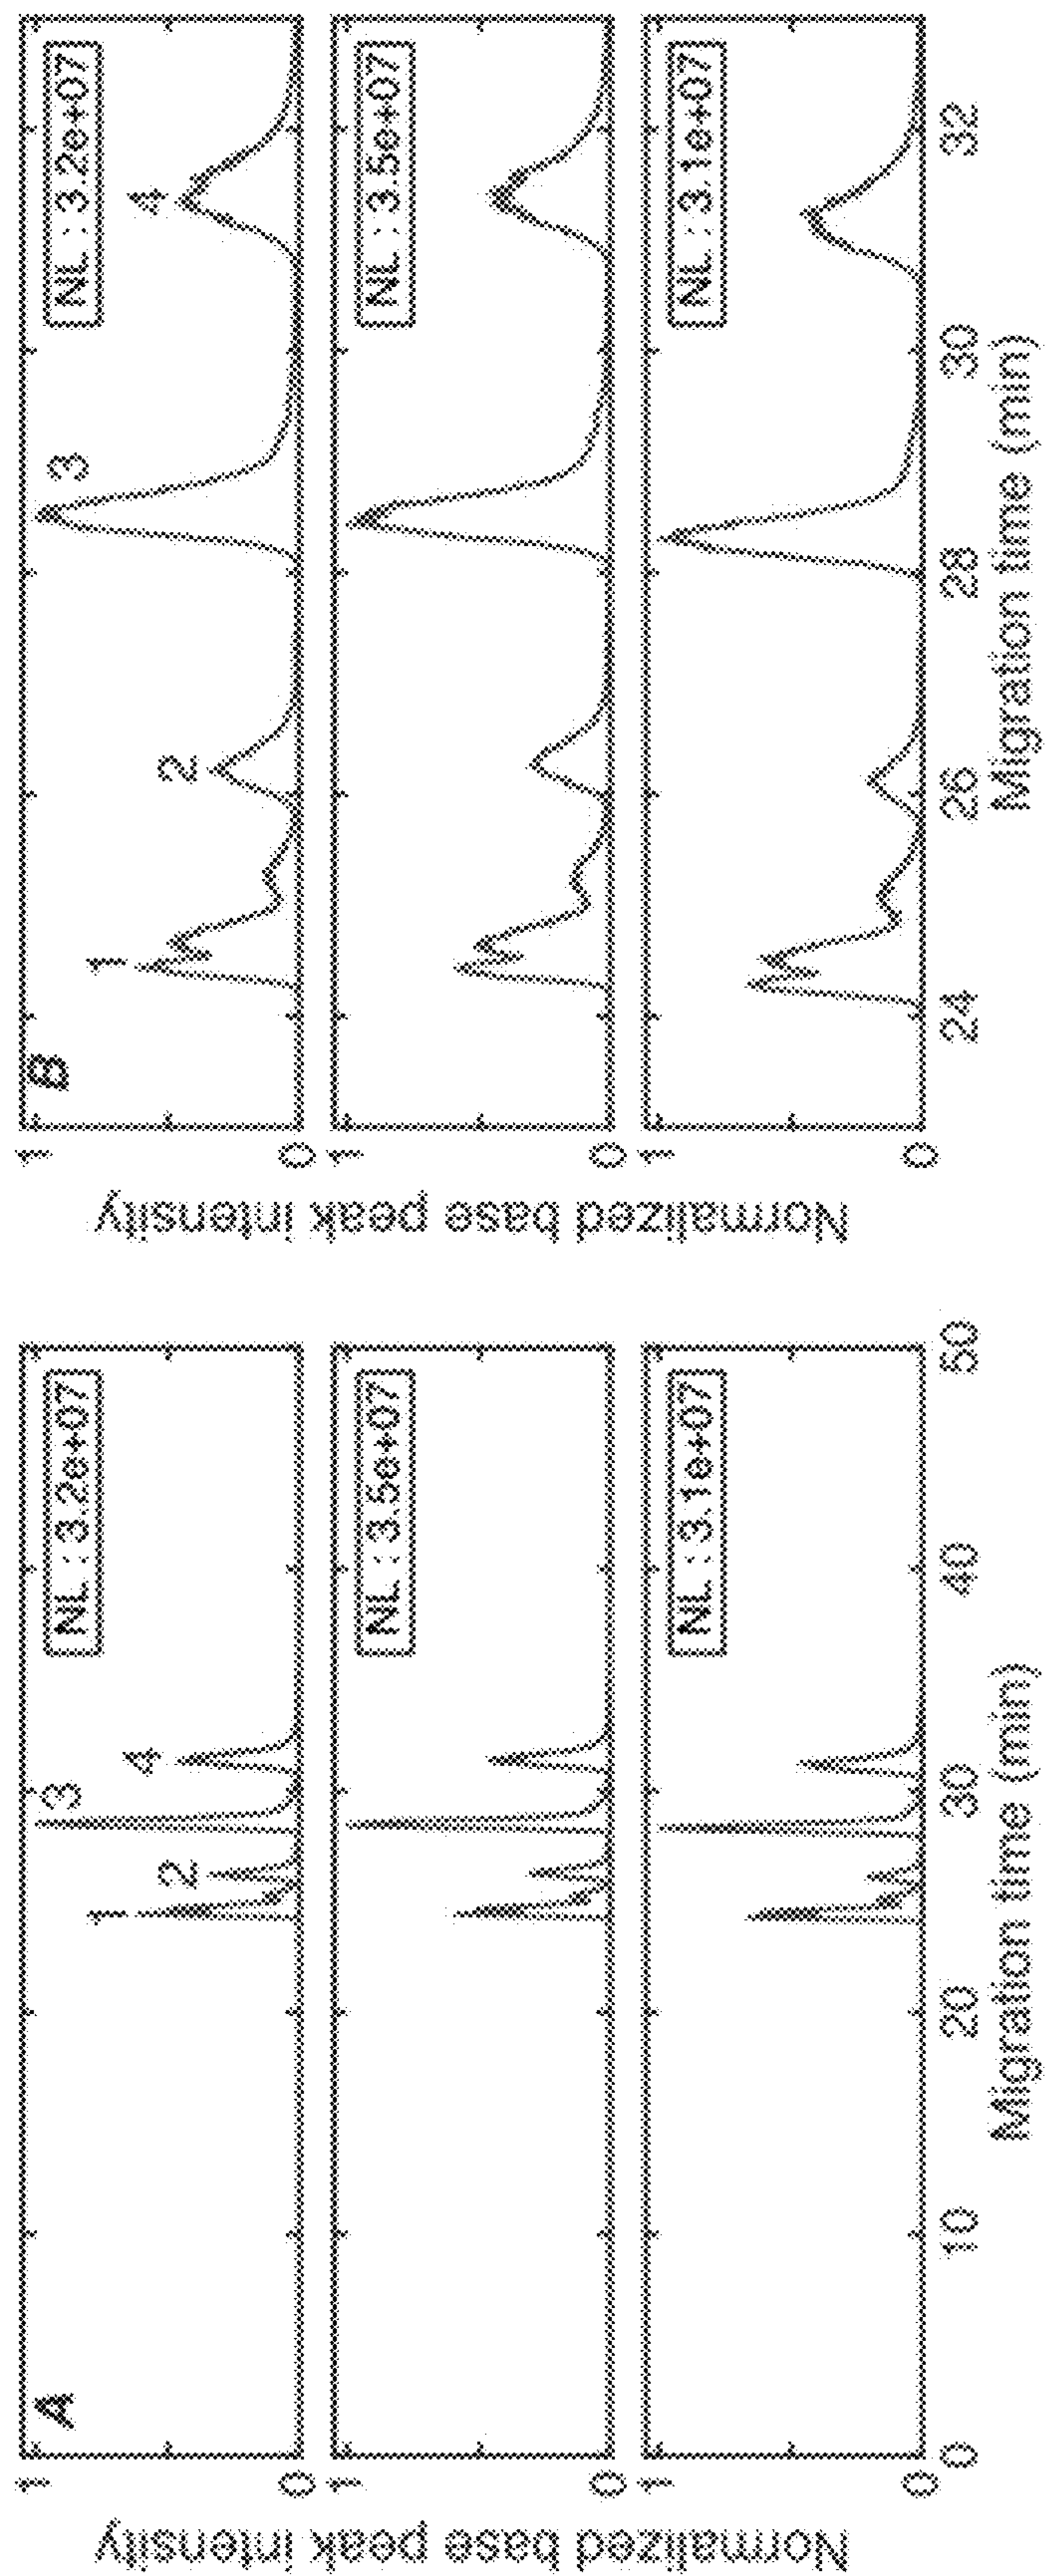 A
NL : 3.2e+07
1
2
3
4
1
0
NL : 3.5e+07
1
0
NL : 3.1e+07
1
0
0
10
20
30
40
50
Migration time (min)
Normalized base peak intensity
B
NL : 3.2e+07
1
2
3
4
1
0
NL : 3.5e+07
1
0
NL : 3.1e+07
1
0
24
26
28
30
32
Migration time (min)
Normalized base peak intensity